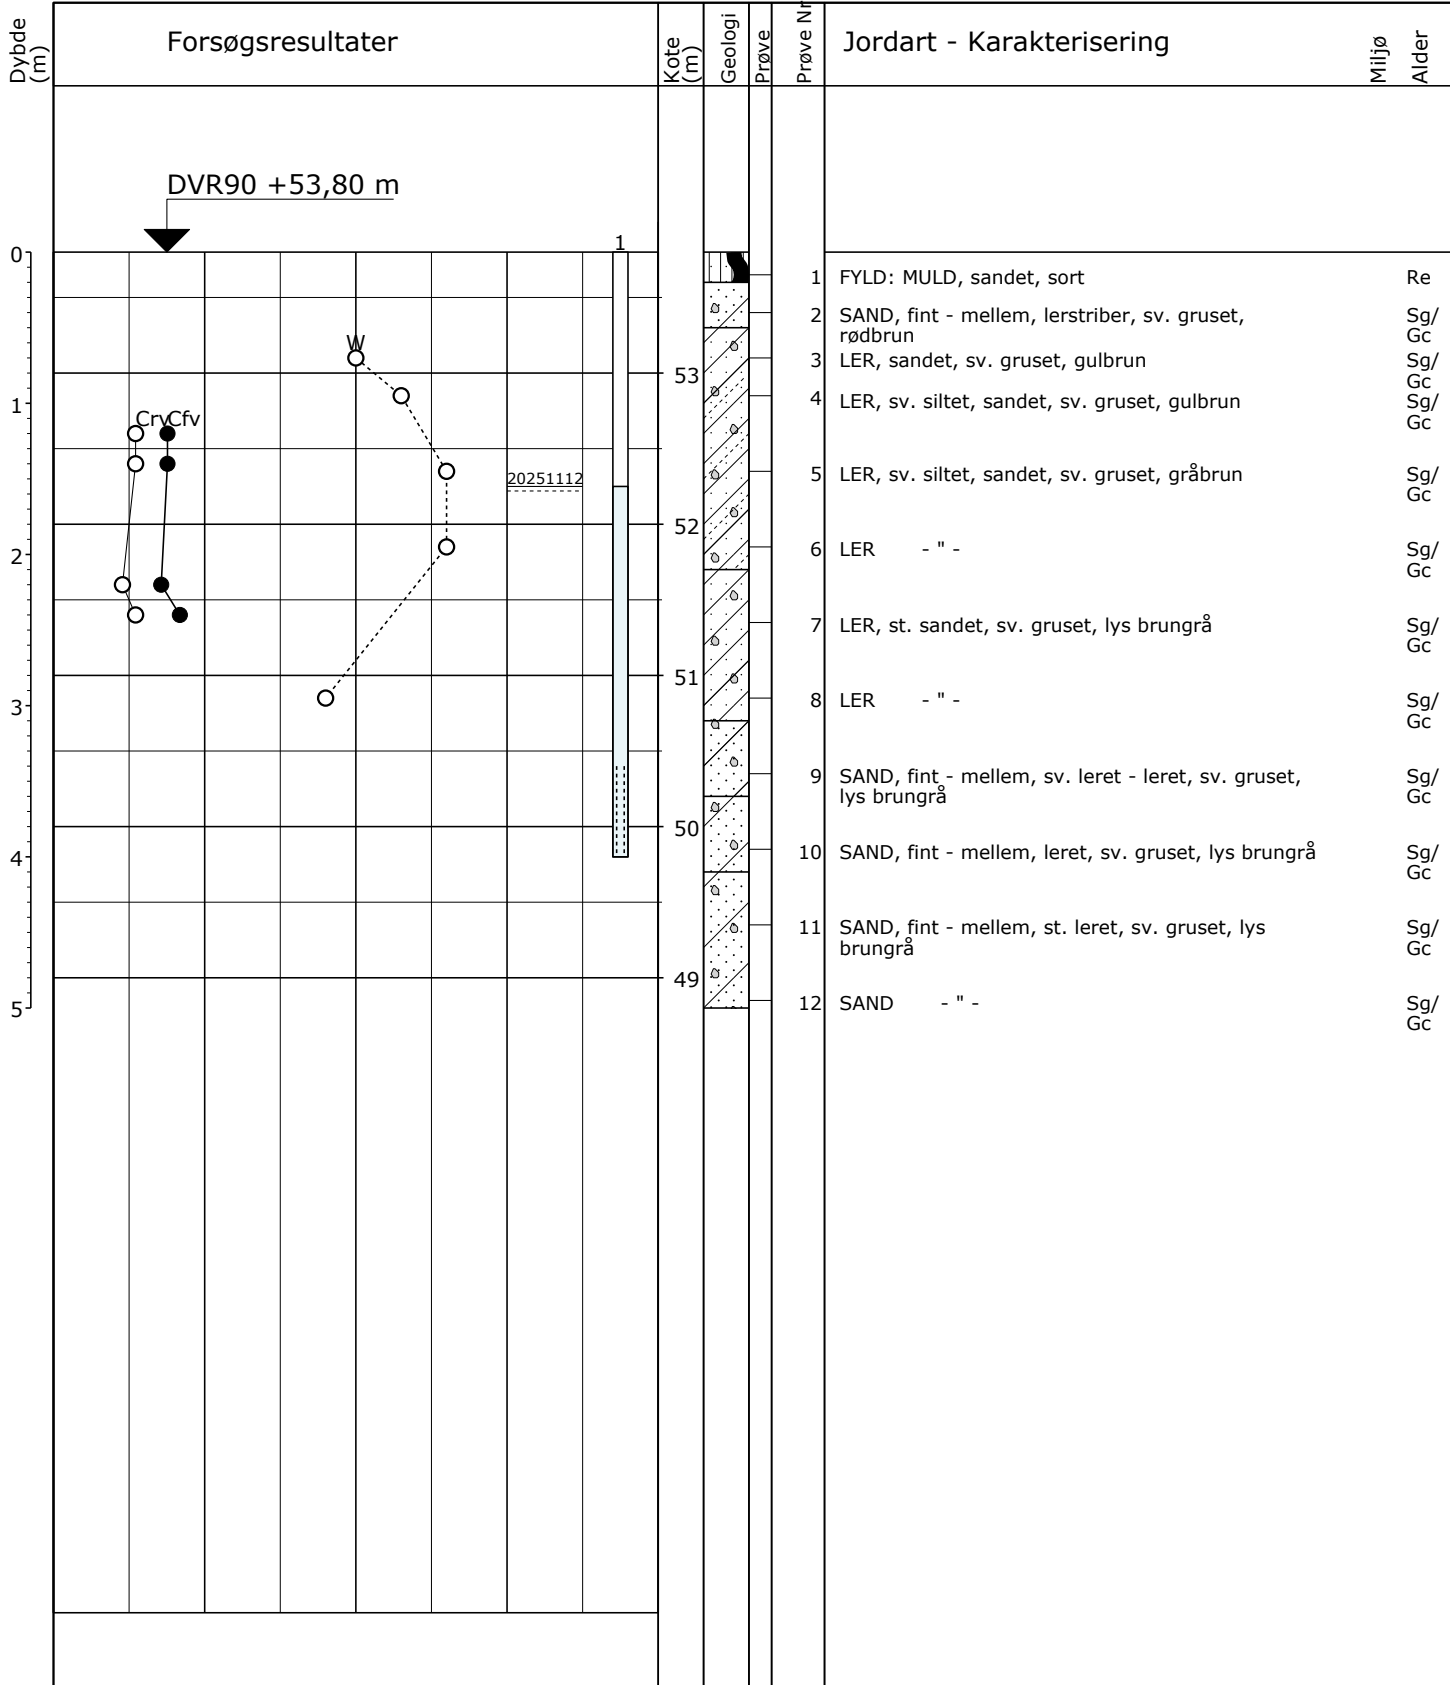 Dybde
(m)
Forsøgsresultater
Kote
(m)
Geologi
Prøve
Prøve Nr
Jordart - Karakterisering
Miljø
Alder
DVR90 +53,80 m
0
1
1 FYLD: MULD, sandet, sort Re
2 SAND, fint - mellem, lerstriber, sv. gruset, Sg/
rødbrun Gc
W
3 LER, sandet, sv. gruset, gulbrun Sg/
Gc
53
1
4 LER, sv. siltet, sandet, sv. gruset, gulbrun Sg/
Gc
Crv Cfv
5 LER, sv. siltet, sandet, sv. gruset, gråbrun Sg/
Gc
20251112
52
2
6 LER - " - Sg/
Gc
7 LER, st. sandet, sv. gruset, lys brungrå Sg/
Gc
51
3
8 LER - " - Sg/
Gc
9 SAND, fint - mellem, sv. leret - leret, sv. gruset, Sg/
lys brungrå Gc
50
4
10 SAND, fint - mellem, leret, sv. gruset, lys brungrå Sg/
Gc
11 SAND, fint - mellem, st. leret, sv. gruset, lys Sg/
brungrå Gc
49
5
12 SAND - " - Sg/
Gc